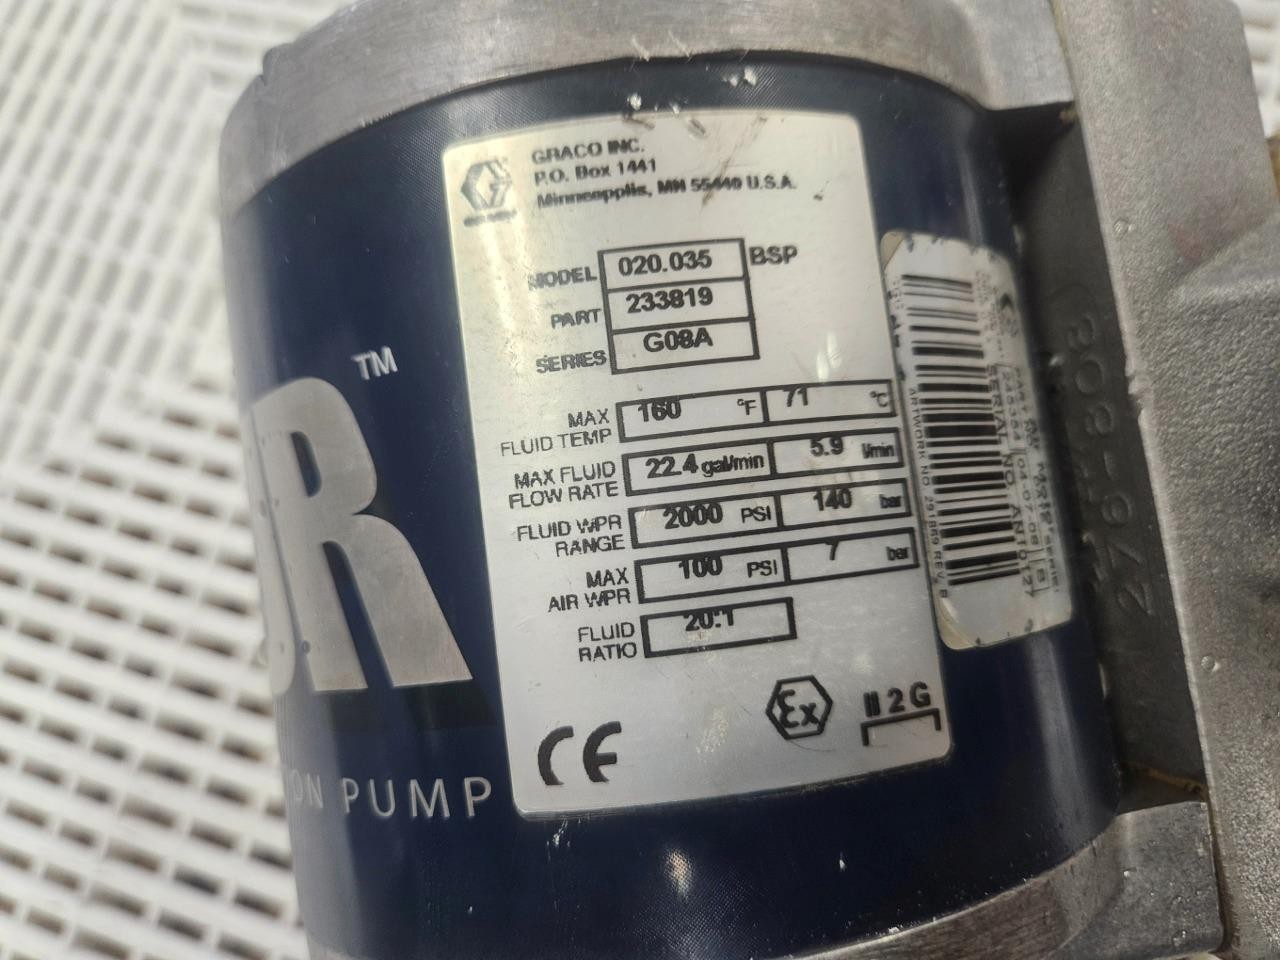 GRACO INC.
P.O. Box 1441
Minneapolis, MN 55440 U.S.A.
MODEL 020.035 BSP
PART 233819
SERIES G08A
MAX FLUID TEMP 160 °F 71 °C
MAX FLUID FLOW RATE 22.4 gal/min 5.9 l/min
FLUID WPR RANGE 2000 PSI 140 bar
MAX AIR WPR 100 PSI 7 bar
FLUID RATIO 20:1
CE
Ex II 2 G
R™
PUMP
SERIAL NO.
ARTWORK NO. 291869 REV. B